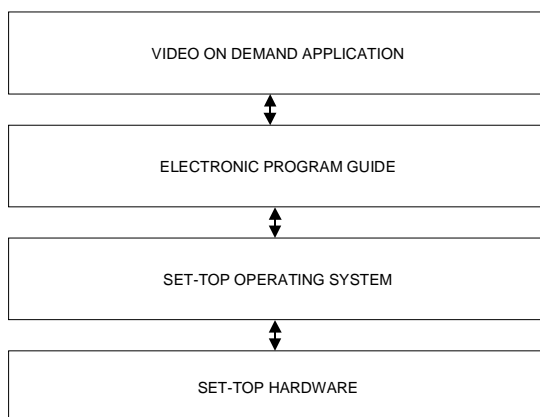 VIDEO ON DEMAND APPLICATION
ELECTRONIC PROGRAM GUIDE
SET-TOP OPERATING SYSTEM
SET-TOP HARDWARE